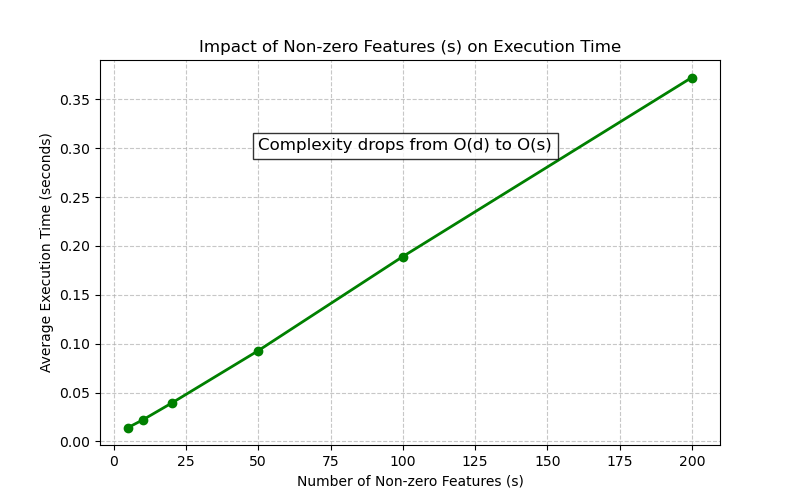 Impact of Non-zero Features (s) on Execution Time
Average Execution Time (seconds)
0.35
0.30
0.25
0.20
0.15
0.10
0.05
0.00
Complexity drops from O(d) to O(s)
0 25 50 75 100 125 150 175 200
Number of Non-zero Features (s)